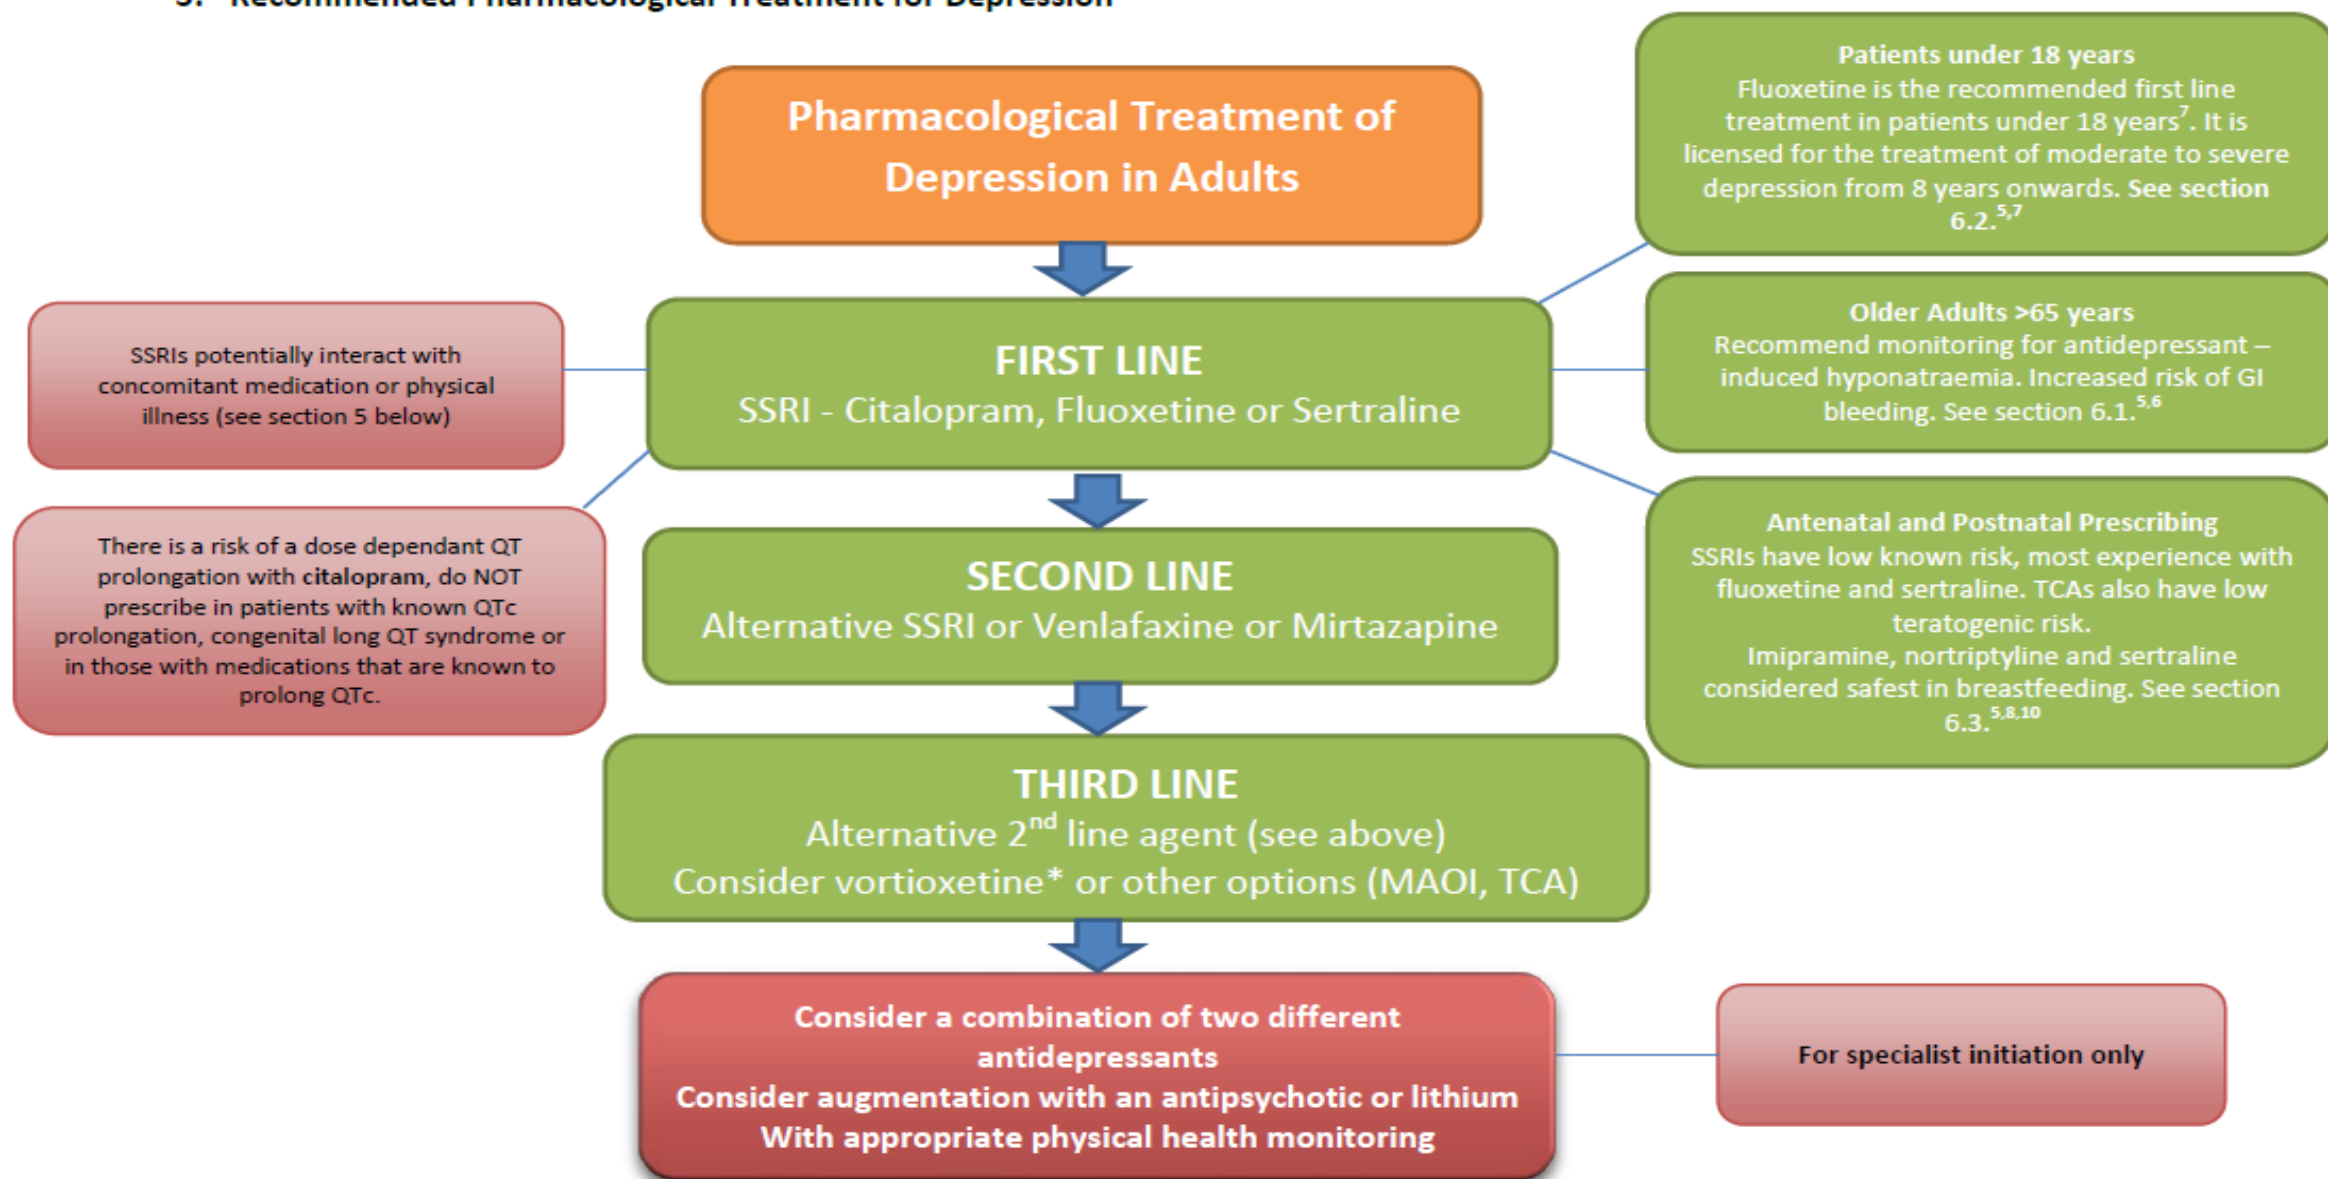 3. Recommended Pharmacological Treatment for Depression
Pharmacological Treatment of
Depression in Adults
Patients under 18 years
Fluoxetine is the recommended first line
treatment in patients under 18 years7. It is
licensed for the treatment of moderate to severe
depression from 8 years onwards. See section
6.2.5,7
SSRIs potentially interact with
concomitant medication or physical
illness (see section 5 below)
FIRST LINE
SSRI - Citalopram, Fluoxetine or Sertraline
Older Adults >65 years
Recommend monitoring for antidepressant –
induced hyponatraemia. Increased risk of GI
bleeding. See section 6.1.5,6
There is a risk of a dose dependant QT
prolongation with citalopram, do NOT
prescribe in patients with known QTc
prolongation, congenital long QT syndrome or
in those with medications that are known to
prolong QTc.
SECOND LINE
Alternative SSRI or Venlafaxine or Mirtazapine
Antenatal and Postnatal Prescribing
SSRIs have low known risk, most experience with
fluoxetine and sertraline. TCAs also have low
teratogenic risk.
Imipramine, nortriptyline and sertraline
considered safest in breastfeeding. See section
6.3.5,8,10
THIRD LINE
Alternative 2nd line agent (see above)
Consider vortioxetine* or other options (MAOI, TCA)
Consider a combination of two different
antidepressants
Consider augmentation with an antipsychotic or lithium
With appropriate physical health monitoring
For specialist initiation only